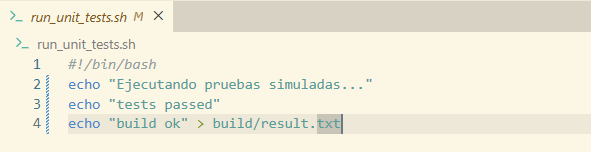 run_unit_tests.sh M
run_unit_tests.sh
1 #!/bin/bash
2 echo "Ejecutando pruebas simuladas..."
3 echo "tests passed"
4 echo "build ok" > build/result.txt